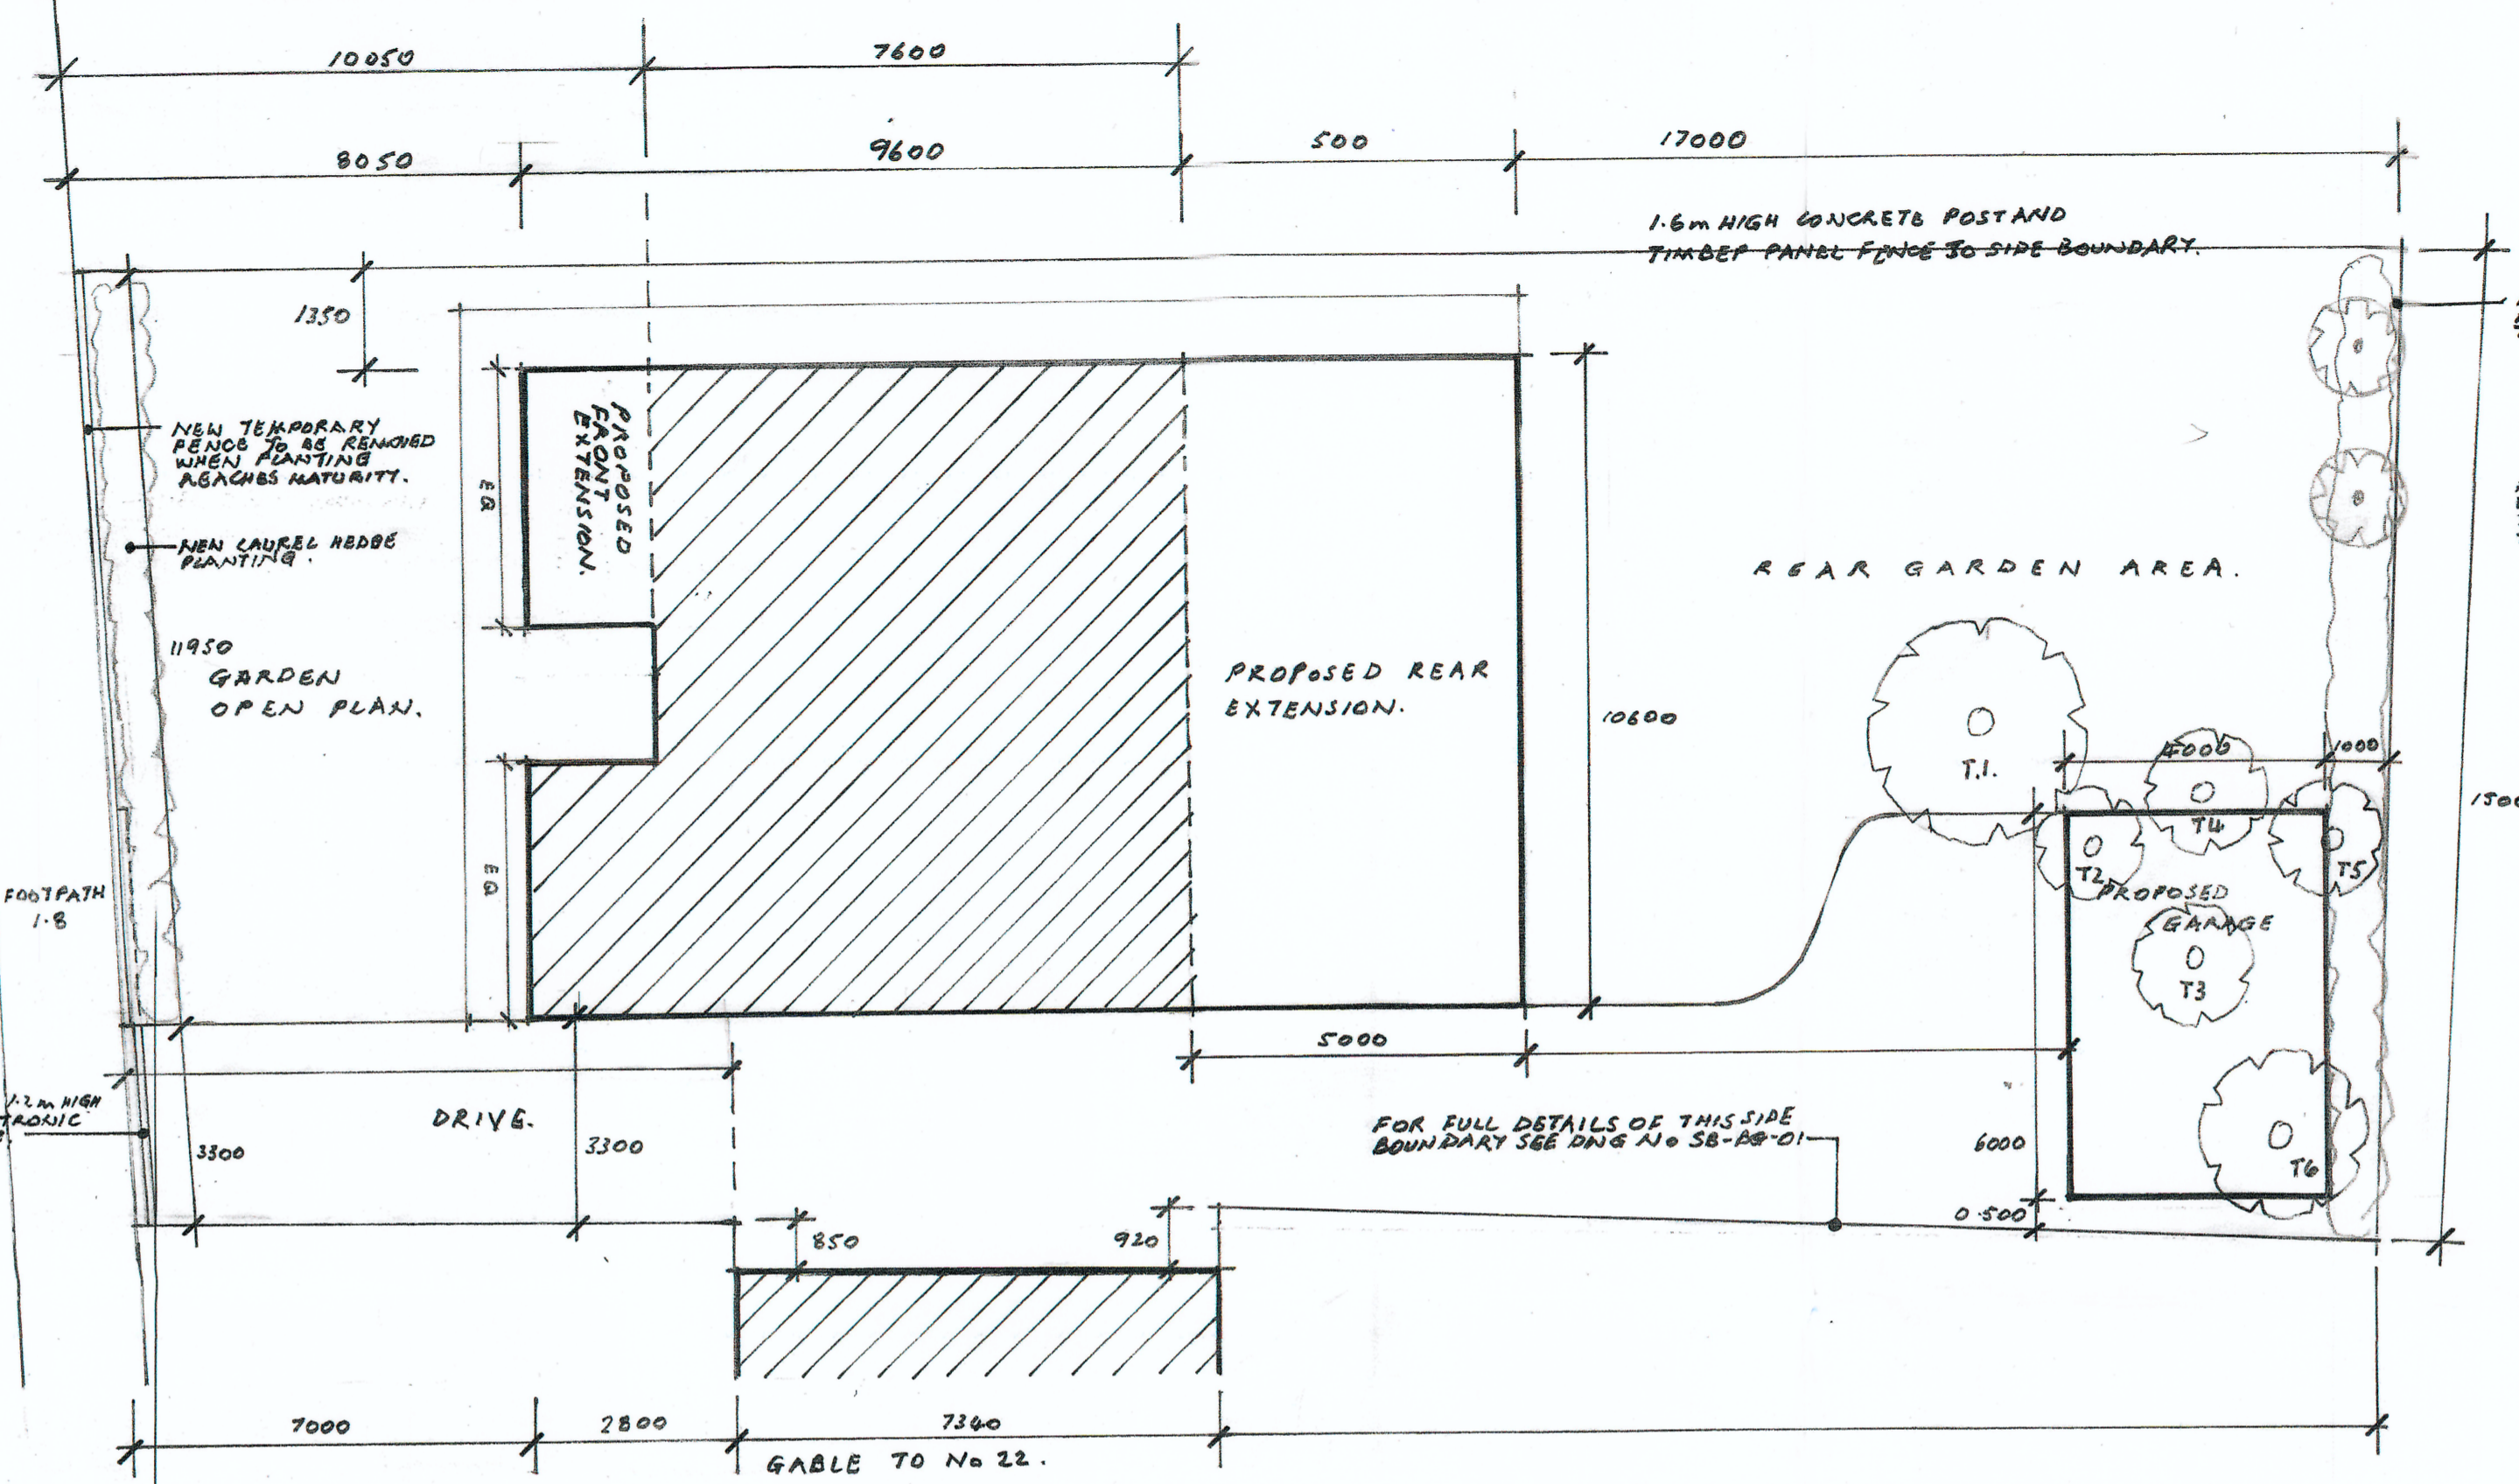 10050
7600
8050
9600
500
17000
1.6m HIGH CONCRETE POST AND
TIMBER PANEL FENCE TO SIDE BOUNDARY.
1350
NEW TEMPORARY
FENCE TO BE REMOVED
WHEN PLANTING
REACHES MATURITY.
NEW LAUREL HEDGE
PLANTING.
11950
GARDEN
OPEN PLAN.
EQ
PROPOSED
FRONT
EXTENSION.
EQ
PROPOSED REAR
EXTENSION.
10600
REAR GARDEN AREA.
T.1.
4000
1000
T4
T2
T5
PROPOSED
GARAGE
T3
T6
FOOTPATH
1.8
1.2m HIGH
3300
DRIVE.
3300
5000
FOR FULL DETAILS OF THIS SIDE
BOUNDARY SEE DNG No SB-BG-01
6000
0.500
850
920
7000
2800
7340
GABLE TO No 22.